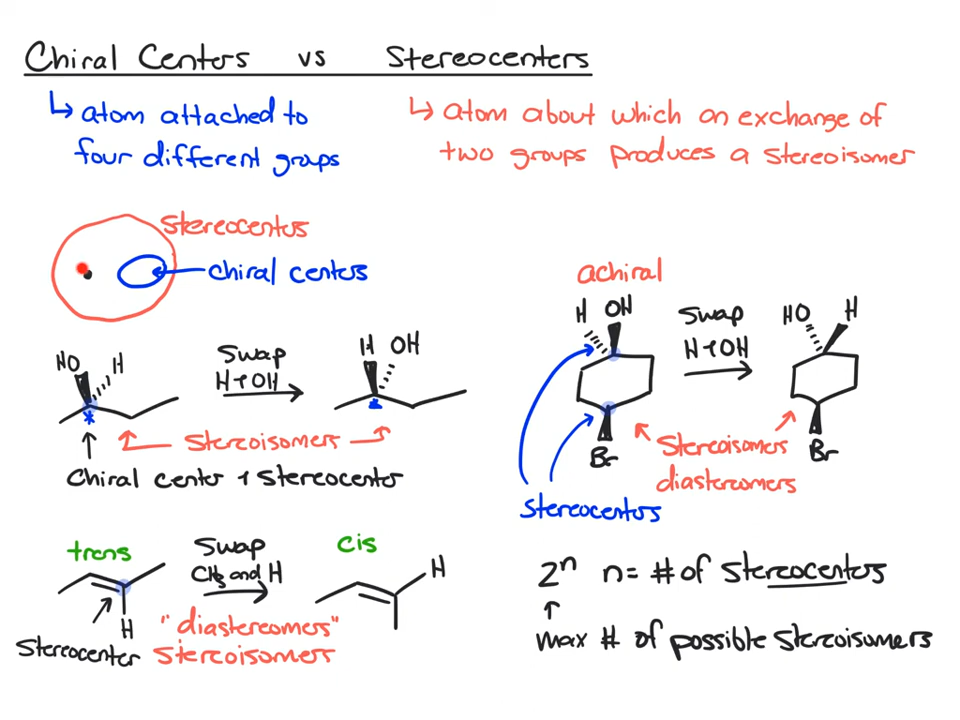 Chiral Centers vs Stereocenters
↳ atom attached to
four different groups
↳ atom about which an exchange of
two groups produces a stereoisomer
Stereocenters
chiral centers
HO H
Swap
H + OH
H OH
*
Stereoisomers
Chiral center + Stereocenter
achiral
H OH
Swap
H + OH
HO H
Br
Stereoisomers
diastereomers
Br
Stereocenters
trans
Swap
CH3 and H
cis
H
H
Stereocenter
"diastereomers"
Stereoisomers
2ⁿ n = # of stereocenters
↑
max # of possible stereoisomers